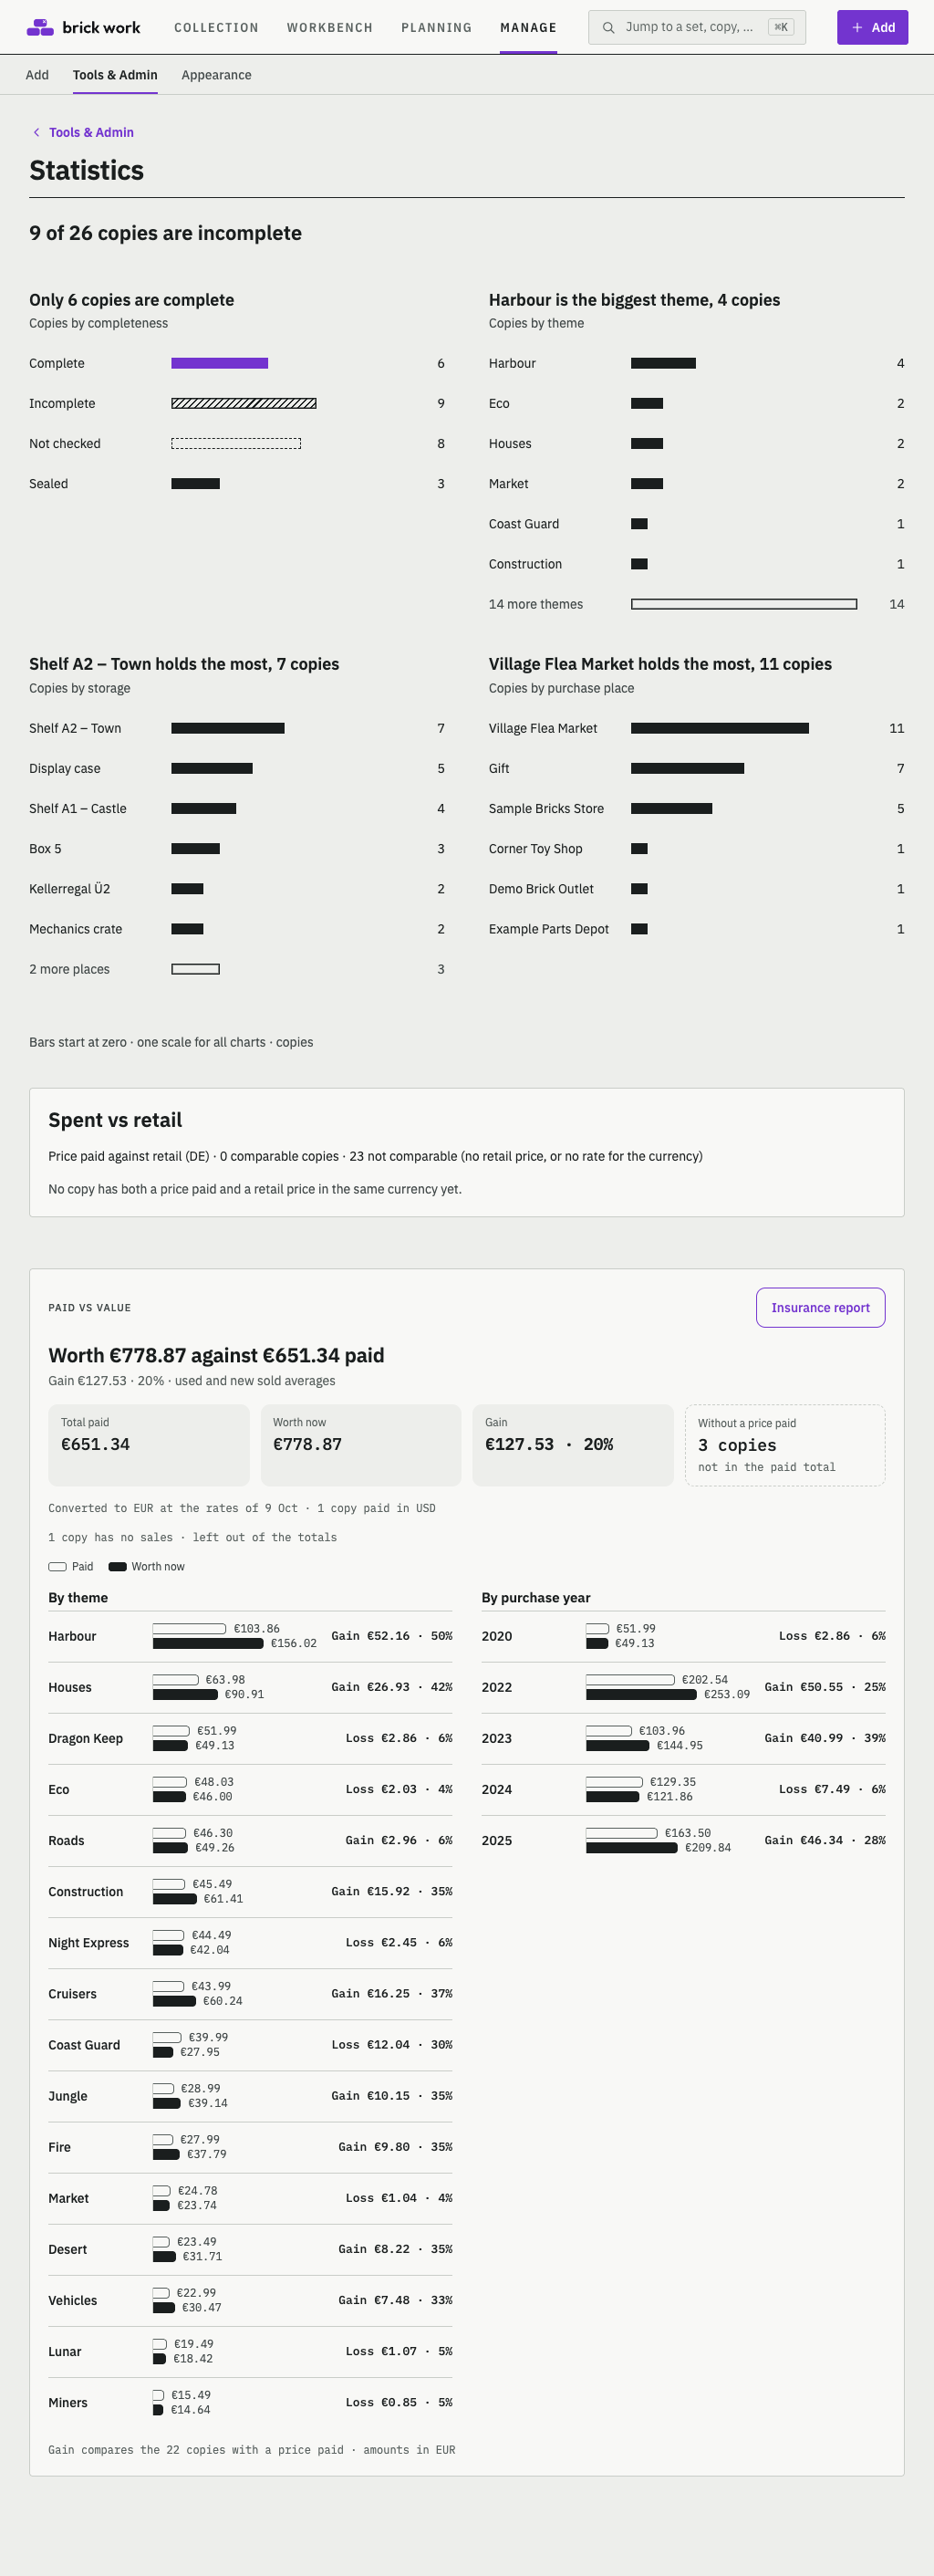 brick work
COLLECTION WORKBENCH PLANNING MANAGE
Jump to a set, copy, ... ⌘K
+ Add
Add Tools & Admin Appearance
Tools & Admin
Statistics
9 of 26 copies are incomplete
Only 6 copies are complete
Copies by completeness
Complete 6
Incomplete 9
Not checked 8
Sealed 3
Harbour is the biggest theme, 4 copies
Copies by theme
Harbour 4
Eco 2
Houses 2
Market 2
Coast Guard 1
Construction 1
14 more themes 14
Shelf A2 – Town holds the most, 7 copies
Copies by storage
Shelf A2 – Town 7
Display case 5
Shelf A1 – Castle 4
Box 5 3
Kellerregal Ü2 2
Mechanics crate 2
2 more places 3
Village Flea Market holds the most, 11 copies
Copies by purchase place
Village Flea Market 11
Gift 7
Sample Bricks Store 5
Corner Toy Shop 1
Demo Brick Outlet 1
Example Parts Depot 1
Bars start at zero · one scale for all charts · copies
Spent vs retail
Price paid against retail (DE) · 0 comparable copies · 23 not comparable (no retail price, or no rate for the currency)
No copy has both a price paid and a retail price in the same currency yet.
PAID VS VALUE
Insurance report
Worth €778.87 against €651.34 paid
Gain €127.53 · 20% · used and new sold averages
Total paid
€651.34
Worth now
€778.87
Gain
€127.53 · 20%
Without a price paid
3 copies
not in the paid total
Converted to EUR at the rates of 9 Oct · 1 copy paid in USD
1 copy has no sales · left out of the totals
Paid Worth now
By theme
Harbour €103.86 €156.02 Gain €52.16 · 50%
Houses €63.98 €90.91 Gain €26.93 · 42%
Dragon Keep €51.99 €49.13 Loss €2.86 · 6%
Eco €48.03 €46.00 Loss €2.03 · 4%
Roads €46.30 €49.26 Gain €2.96 · 6%
Construction €45.49 €61.41 Gain €15.92 · 35%
Night Express €44.49 €42.04 Loss €2.45 · 6%
Cruisers €43.99 €60.24 Gain €16.25 · 37%
Coast Guard €39.99 €27.95 Loss €12.04 · 30%
Jungle €28.99 €39.14 Gain €10.15 · 35%
Fire €27.99 €37.79 Gain €9.80 · 35%
Market €24.78 €23.74 Loss €1.04 · 4%
Desert €23.49 €31.71 Gain €8.22 · 35%
Vehicles €22.99 €30.47 Gain €7.48 · 33%
Lunar €19.49 €18.42 Loss €1.07 · 5%
Miners €15.49 €14.64 Loss €0.85 · 5%
By purchase year
2020 €51.99 €49.13 Loss €2.86 · 6%
2022 €202.54 €253.09 Gain €50.55 · 25%
2023 €103.96 €144.95 Gain €40.99 · 39%
2024 €129.35 €121.86 Loss €7.49 · 6%
2025 €163.50 €209.84 Gain €46.34 · 28%
Gain compares the 22 copies with a price paid · amounts in EUR